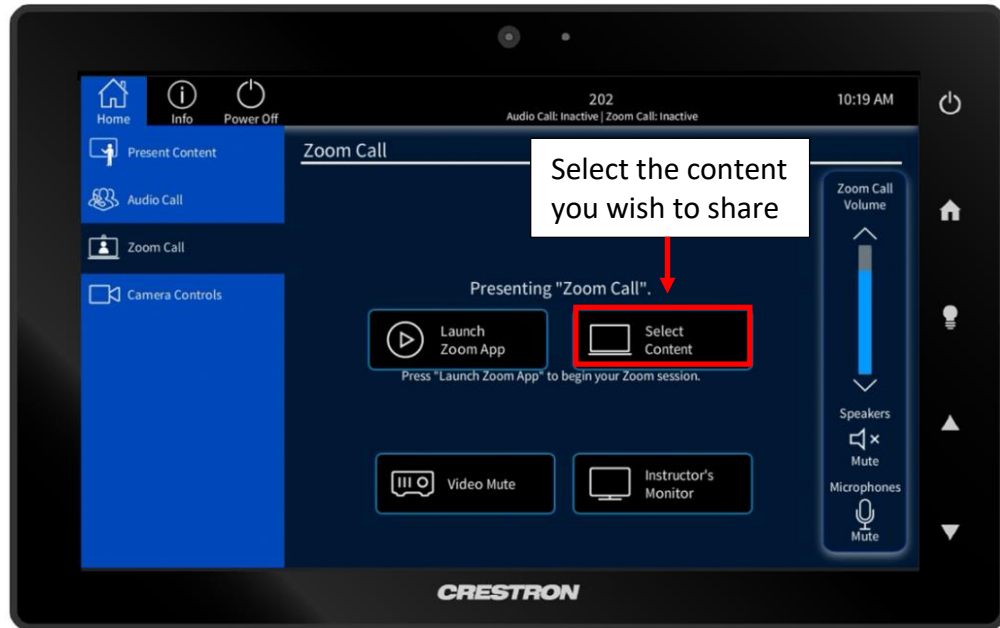 Home
Info
Power Off
202
Audio Call: Inactive | Zoom Call: Inactive
10:19 AM
Present Content
Audio Call
Zoom Call
Camera Controls
Zoom Call
Select the content
you wish to share
Presenting "Zoom Call".
Launch
Zoom App
Select
Content
Press "Launch Zoom App" to begin your Zoom session.
Video Mute
Instructor's
Monitor
Zoom Call
Volume
Speakers
Mute
Microphones
Mute
CRESTRON